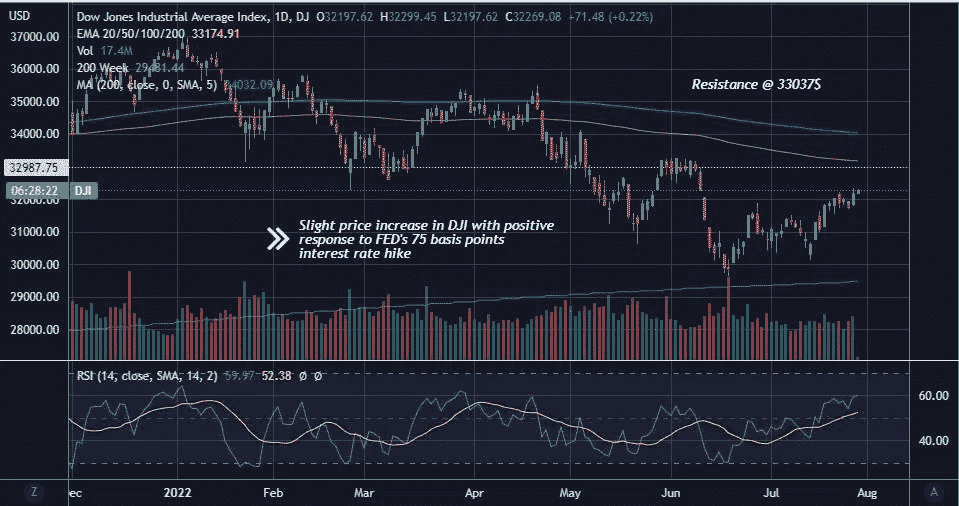 USD
Dow Jones Industrial Average Index, 1D, DJ O32197.62 H32299.45 L32197.62 C32269.08 +71.48 (+0.22%)
EMA 20/50/100/200 33174.91
Vol 17.4M
200 Week 29481.44
MA (200, close, 0, SMA, 5) 34032.09
Resistance @ 33037$
37000.00
36000.00
35000.00
34000.00
32987.75
06:28:22 DJI
32000.00
31000.00
30000.00
29000.00
28000.00
Slight price increase in DJI with positive
response to FED's 75 basis points
interest rate hike
RSI (14, close, SMA, 14, 2) 59.97 52.38 Ø Ø
60.00
40.00
Z ec 2022 Feb Mar Apr May Jun Jul Aug A